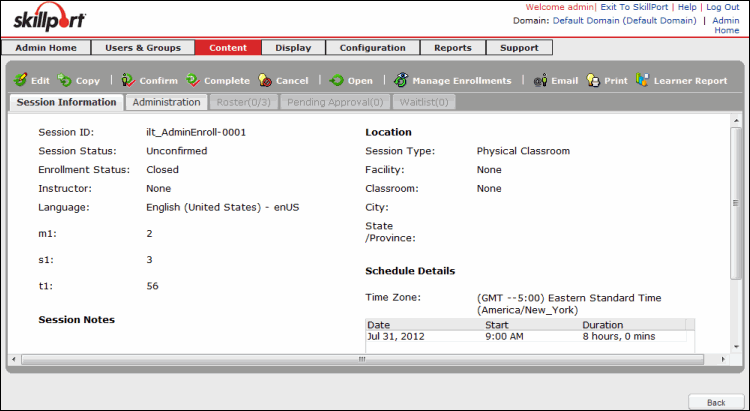 skillport
Welcome admin| Exit To SkillPort | Help | Log Out
Domain: Default Domain (Default Domain) | Admin
Home
Admin Home Users & Groups Content Display Configuration Reports Support
Edit Copy | Confirm Complete Cancel | Open | Manage Enrollments | Email Print Learner Report
Session Information Administration Roster(0/3) Pending Approval(0) Waitlist(0)
Session ID: ilt_AdminEnroll-0001
Session Status: Unconfirmed
Enrollment Status: Closed
Instructor: None
Language: English (United States) - enUS
m1: 2
s1: 3
t1: 56
Session Notes
Location
Session Type: Physical Classroom
Facility: None
Classroom: None
City:
State
/Province:
Schedule Details
Time Zone: (GMT --5:00) Eastern Standard Time
(America/New_York)
Date Start Duration
Jul 31, 2012 9:00 AM 8 hours, 0 mins
Back